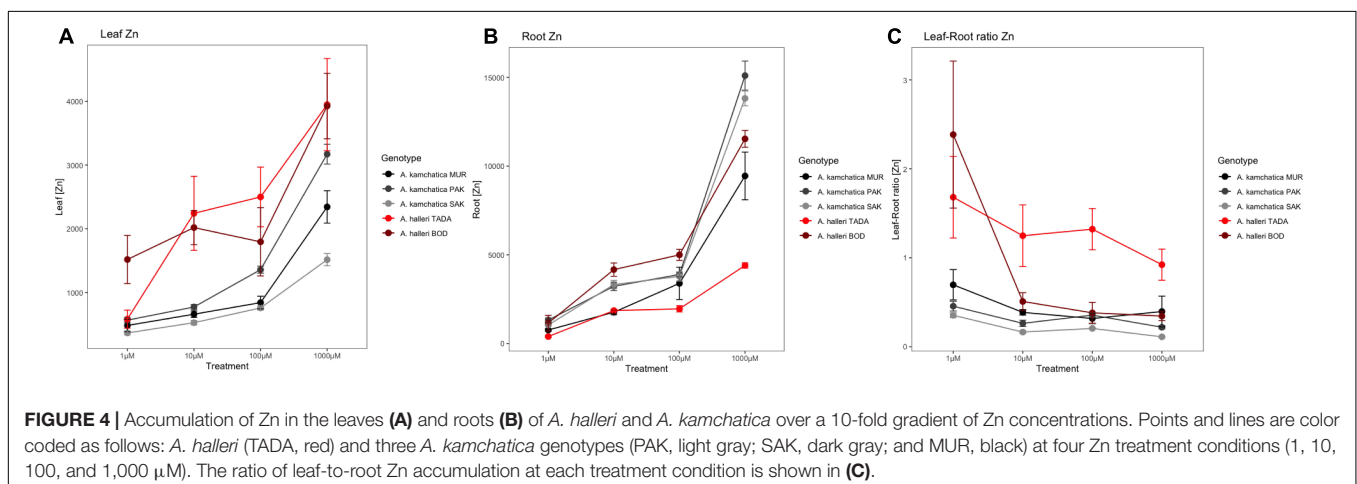 A
Leaf Zn
Leaf [Zn]
4000
3000
2000
1000
1µM
10µM
100µM
1000µM
Treatment
Genotype
A. kamchatica MUR
A. kamchatica PAK
A. kamchatica SAK
A. halleri TADA
A. halleri BOD
B
Root Zn
Root [Zn]
15000
10000
5000
0
1µM
10µM
100µM
1000µM
Treatment
Genotype
A. kamchatica MUR
A. kamchatica PAK
A. kamchatica SAK
A. halleri TADA
A. halleri BOD
C
Leaf-Root ratio Zn
Leaf-Root ratio [Zn]
3
2
1
0
1µM
10µM
100µM
1000µM
Treatment
Genotype
A. kamchatica MUR
A. kamchatica PAK
A. kamchatica SAK
A. halleri TADA
A. halleri BOD
FIGURE 4 | Accumulation of Zn in the leaves (A) and roots (B) of A. halleri and A. kamchatica over a 10-fold gradient of Zn concentrations. Points and lines are color
coded as follows: A. halleri (TADA, red) and three A. kamchatica genotypes (PAK, light gray; SAK, dark gray; and MUR, black) at four Zn treatment conditions (1, 10,
100, and 1,000 µM). The ratio of leaf-to-root Zn accumulation at each treatment condition is shown in (C).